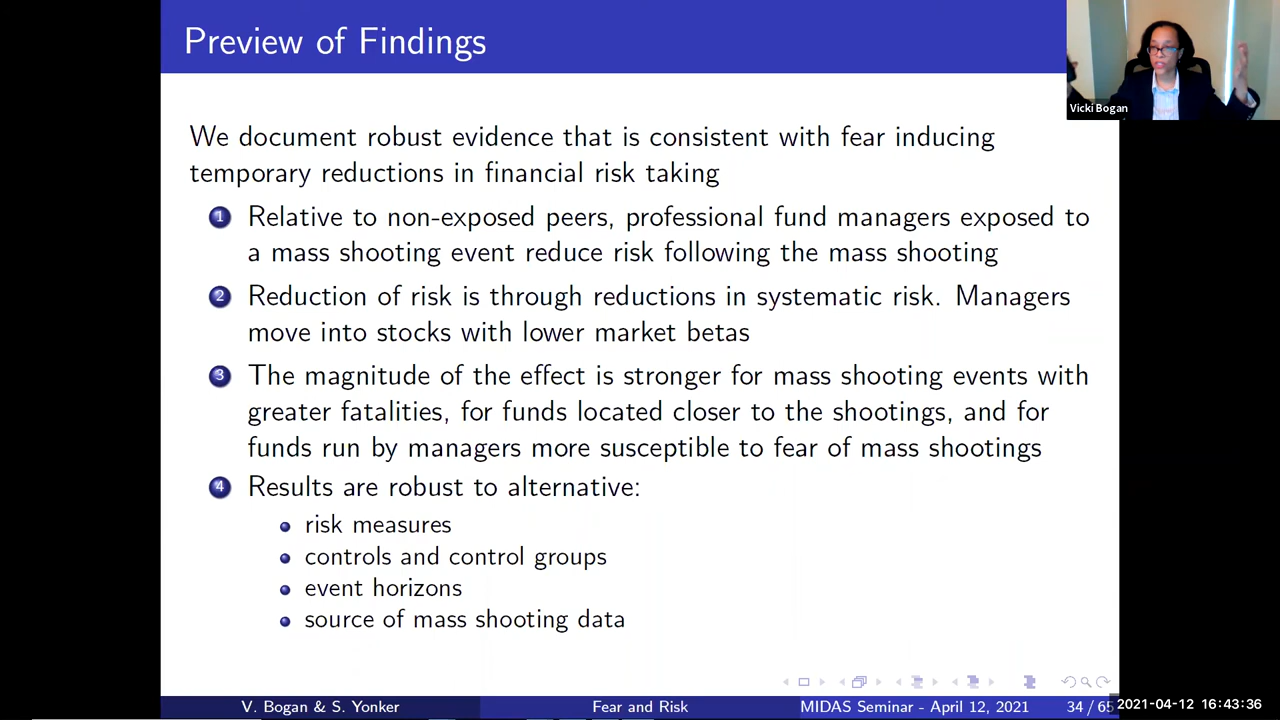 Preview of Findings
Vicki Bogan
We document robust evidence that is consistent with fear inducing
temporary reductions in financial risk taking
1 Relative to non-exposed peers, professional fund managers exposed to
a mass shooting event reduce risk following the mass shooting
2 Reduction of risk is through reductions in systematic risk. Managers
move into stocks with lower market betas
3 The magnitude of the effect is stronger for mass shooting events with
greater fatalities, for funds located closer to the shootings, and for
funds run by managers more susceptible to fear of mass shootings
4 Results are robust to alternative:
risk measures
controls and control groups
event horizons
source of mass shooting data
V. Bogan & S. Yonker Fear and Risk MIDAS Seminar - April 12, 2021 34 / 65
2021-04-12 16:43:36